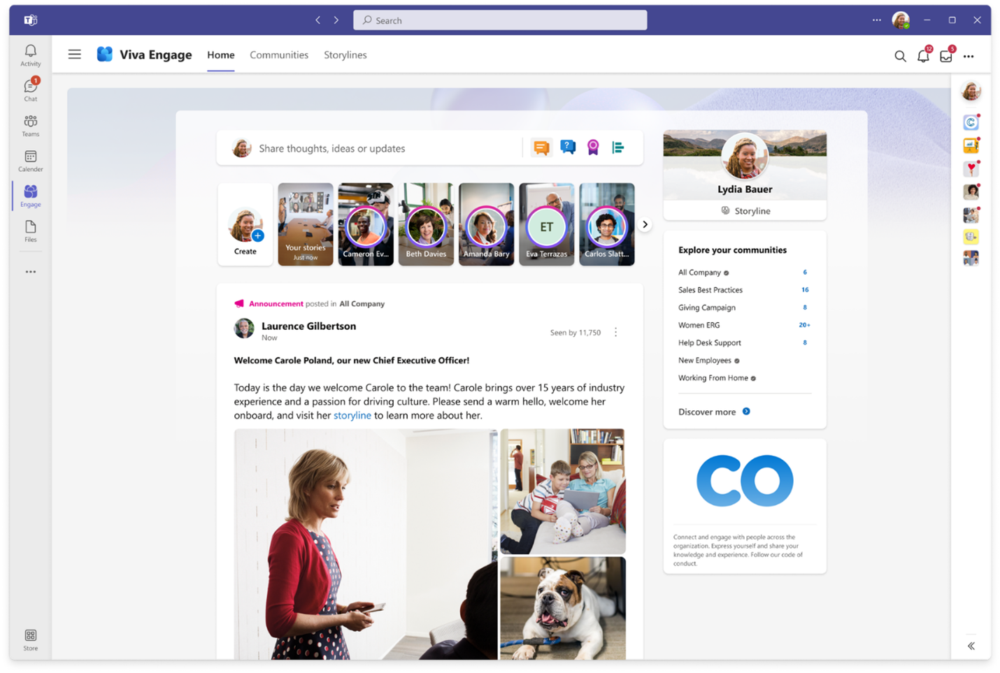 Search
Activity
1
Chat
Teams
Calender
Engage
Files
Store
Viva Engage
Home
Communities
Storylines
12
5
Share thoughts, ideas or updates
Create
Your stories
Just now
Cameron Ev...
Beth Davies
Amanda Bary
ET
Eva Terrazas
Carlos Slatt...
Announcement posted in All Company
Laurence Gilbertson
Now
Seen by 11,750
Welcome Carole Poland, our new Chief Executive Officer!
Today is the day we welcome Carole to the team! Carole brings over 15 years of industry
experience and a passion for driving culture. Please send a warm hello, welcome her
onboard, and visit her storyline to learn more about her.
Lydia Bauer
Storyline
Explore your communities
All Company 6
Sales Best Practices 16
Giving Campaign 8
Women ERG 20+
Help Desk Support 8
New Employees
Working From Home
Discover more
CO
Connect and engage with people across the
organization. Express yourself and share your
knowledge and experience. Follow our code of
conduct.